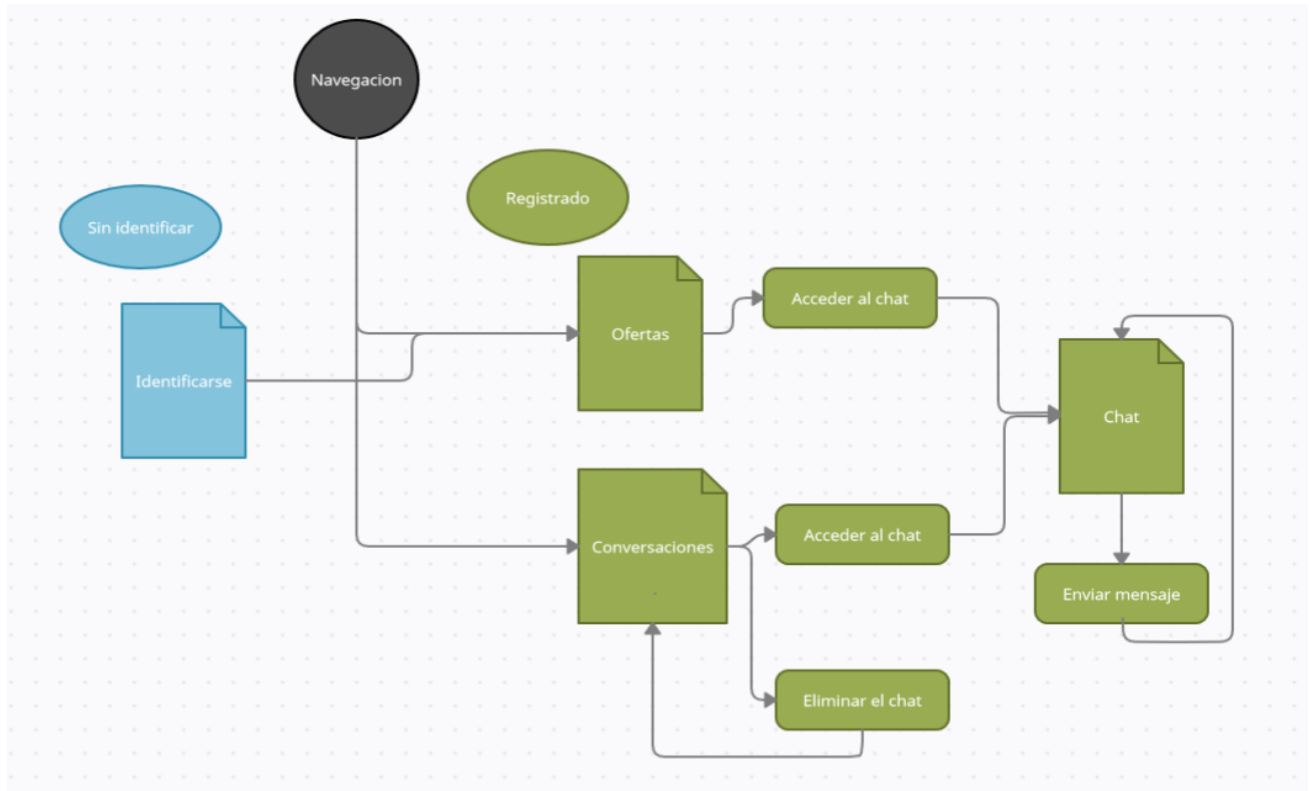 Navegacion
Sin identificar
Registrado
Identificarse
Ofertas
Acceder al chat
Chat
Conversaciones
Acceder al chat
Enviar mensaje
Eliminar el chat